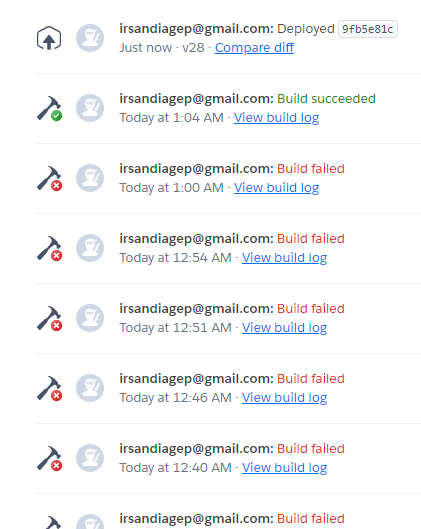 irsandiagep@gmail.com: Deployed 9fb5e81c
Just now · v28 · Compare diff
irsandiagep@gmail.com: Build succeeded
Today at 1:04 AM · View build log
irsandiagep@gmail.com: Build failed
Today at 1:00 AM · View build log
irsandiagep@gmail.com: Build failed
Today at 12:54 AM · View build log
irsandiagep@gmail.com: Build failed
Today at 12:51 AM · View build log
irsandiagep@gmail.com: Build failed
Today at 12:46 AM · View build log
irsandiagep@gmail.com: Build failed
Today at 12:40 AM · View build log
irsandiagep@gmail.com: Build failed